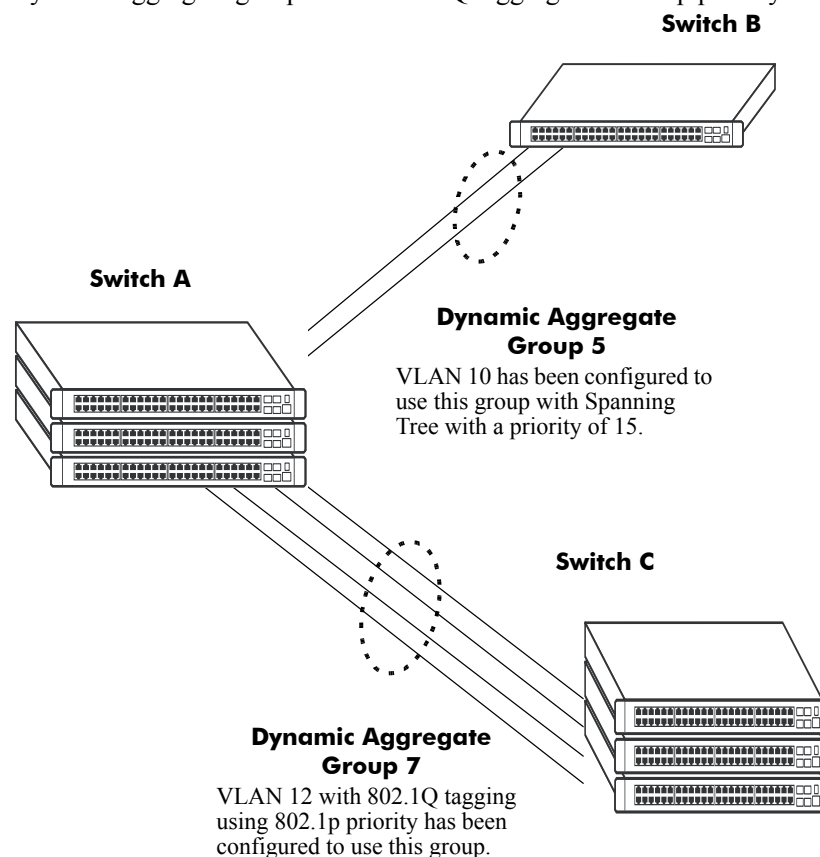 Switch B
Switch A
Dynamic Aggregate
Group 5
VLAN 10 has been configured to
use this group with Spanning
Tree with a priority of 15.
Switch C
Dynamic Aggregate
Group 7
VLAN 12 with 802.1Q tagging
using 802.1p priority has been
configured to use this group.